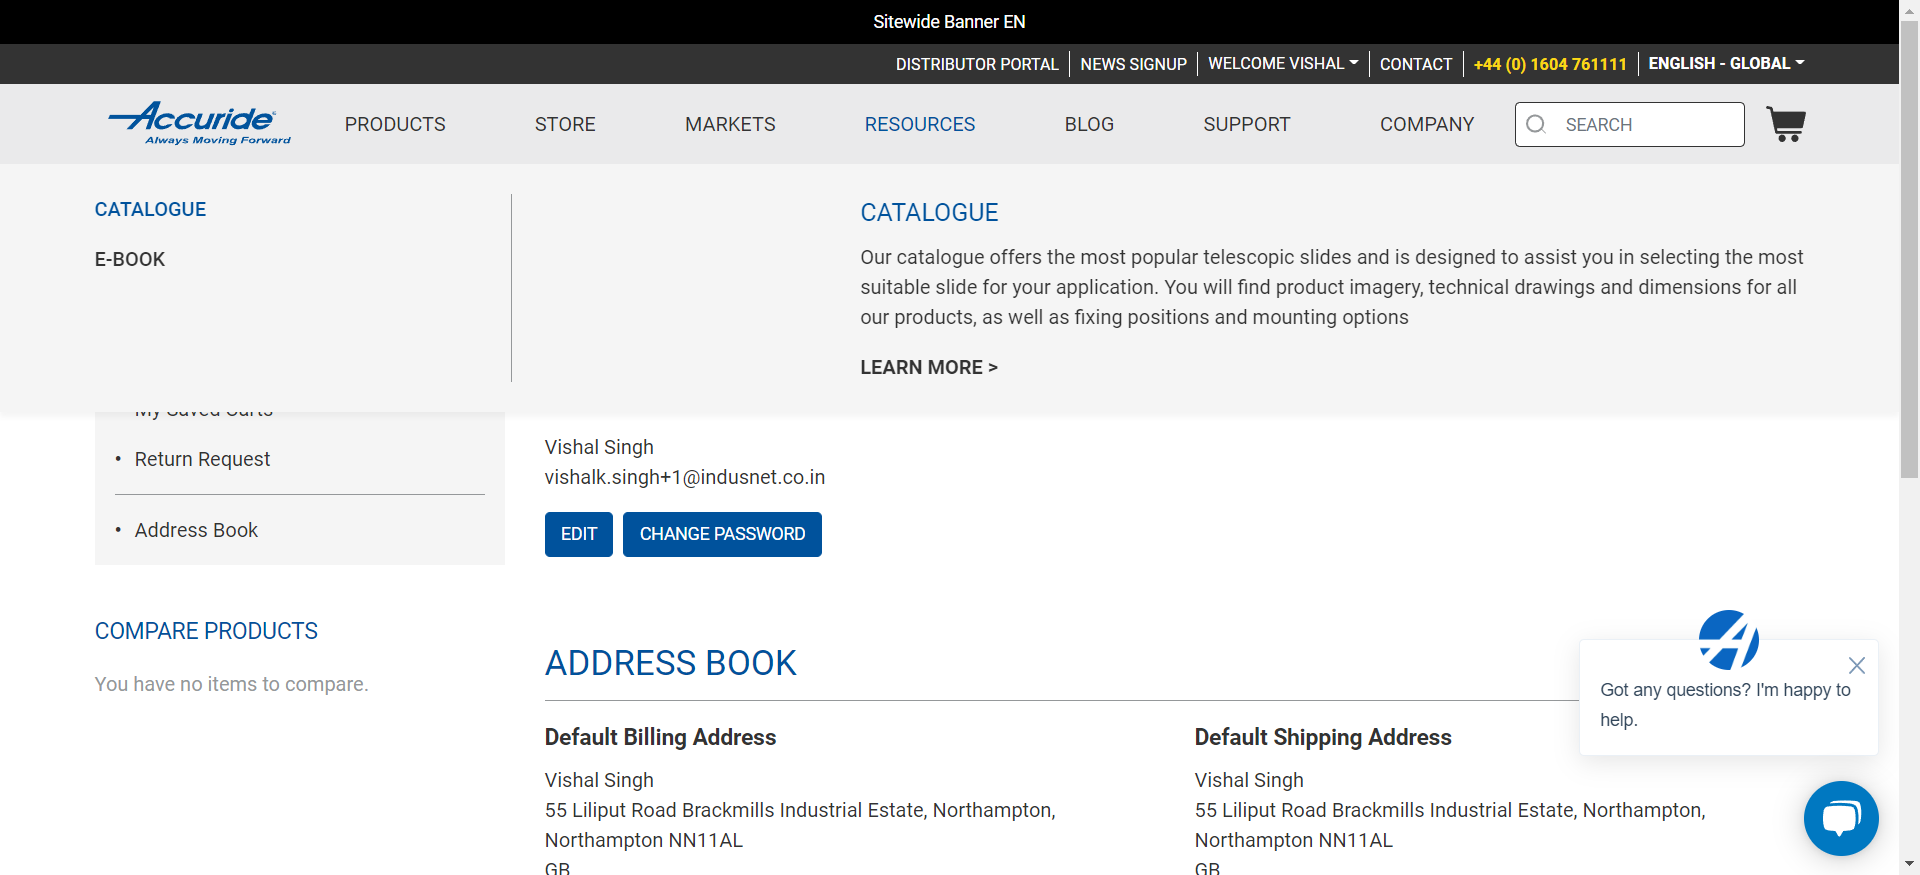 Sitewide Banner EN
DISTRIBUTOR PORTAL
NEWS SIGNUP
WELCOME VISHAL
CONTACT
+44 (0) 1604 761111
ENGLISH - GLOBAL
Accuride
Always Moving Forward
PRODUCTS
STORE
MARKETS
RESOURCES
BLOG
SUPPORT
COMPANY
SEARCH
CATALOGUE
E-BOOK
CATALOGUE
Our catalogue offers the most popular telescopic slides and is designed to assist you in selecting the most
suitable slide for your application. You will find product imagery, technical drawings and dimensions for all
our products, as well as fixing positions and mounting options
LEARN MORE >
My Saved Carts
• Return Request
• Address Book
COMPARE PRODUCTS
You have no items to compare.
Vishal Singh
vishalk.singh+1@indusnet.co.in
EDIT
CHANGE PASSWORD
ADDRESS BOOK
Default Billing Address
Vishal Singh
55 Liliput Road Brackmills Industrial Estate, Northampton,
Northampton NN11AL
GB
Default Shipping Address
Vishal Singh
55 Liliput Road Brackmills Industrial Estate, Northampton,
Northampton NN11AL
GB
Got any questions? I'm happy to
help.